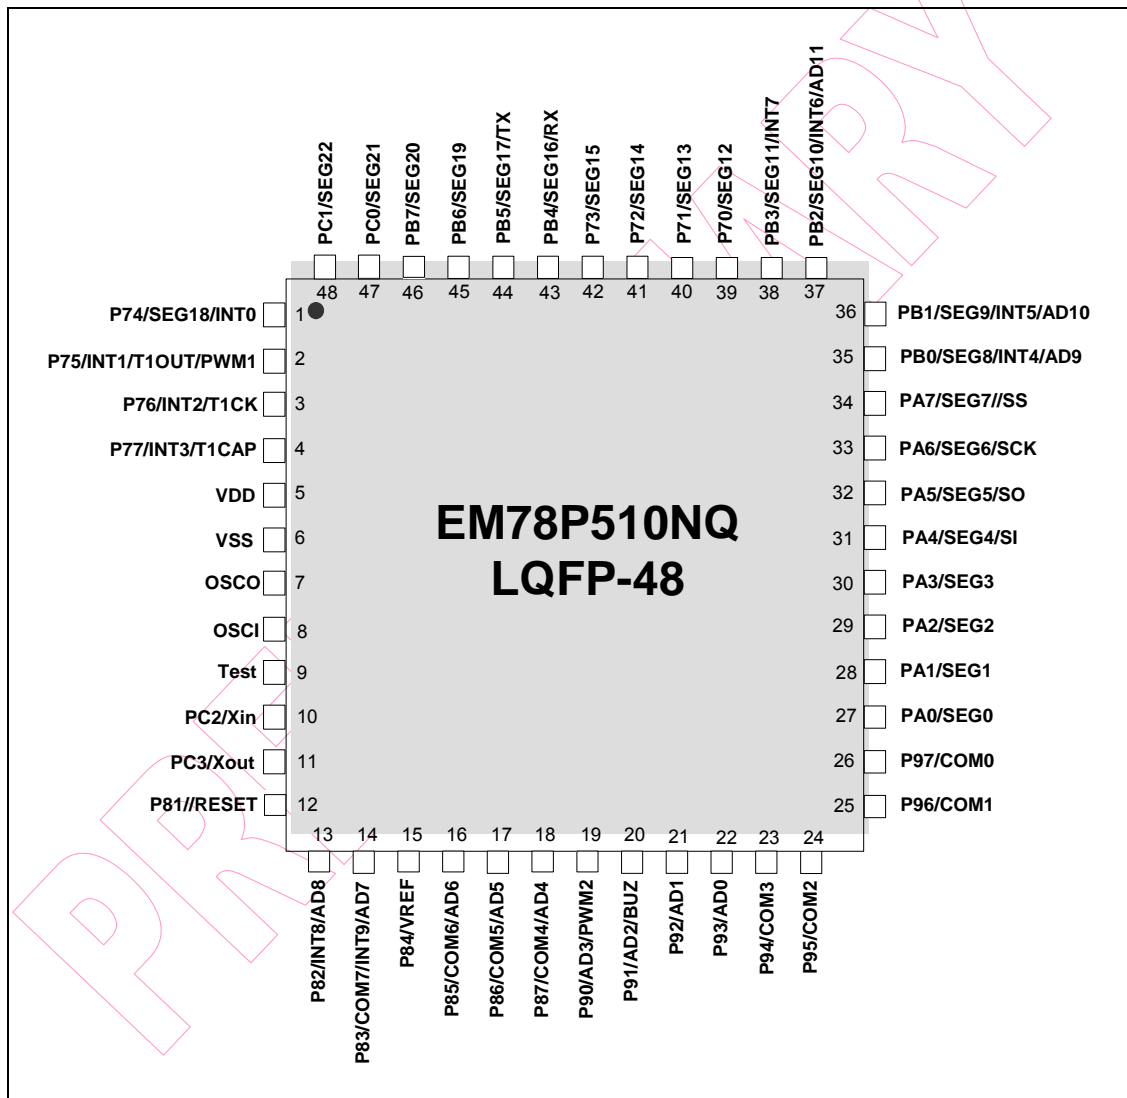 PC1/SEG22
PC0/SEG21
PB7/SEG20
PB6/SEG19
PB5/SEG17/TX
PB4/SEG16/RX
P73/SEG15
P72/SEG14
P71/SEG13
P70/SEG12
PB3/SEG11/INT7
PB2/SEG10/INT6/AD11
48 47 46 45 44 43 42 41 40 39 38 37
P74/SEG18/INT0 1
P75/INT1/T1OUT/PWM1 2
P76/INT2/T1CK 3
P77/INT3/T1CAP 4
VDD 5
VSS 6
OSCO 7
OSCI 8
Test 9
PC2/Xin 10
PC3/Xout 11
P81//RESET 12
EM78P510NQ
LQFP-48
36 PB1/SEG9/INT5/AD10
35 PB0/SEG8/INT4/AD9
34 PA7/SEG7//SS
33 PA6/SEG6/SCK
32 PA5/SEG5/SO
31 PA4/SEG4/SI
30 PA3/SEG3
29 PA2/SEG2
28 PA1/SEG1
27 PA0/SEG0
26 P97/COM0
25 P96/COM1
13 14 15 16 17 18 19 20 21 22 23 24
P82/INT8/AD8
P83/COM7/INT9/AD7
P84/VREF
P85/COM6/AD6
P86/COM5/AD5
P87/COM4/AD4
P90/AD3/PWM2
P91/AD2/BUZ
P92/AD1
P93/AD0
P94/COM3
P95/COM2